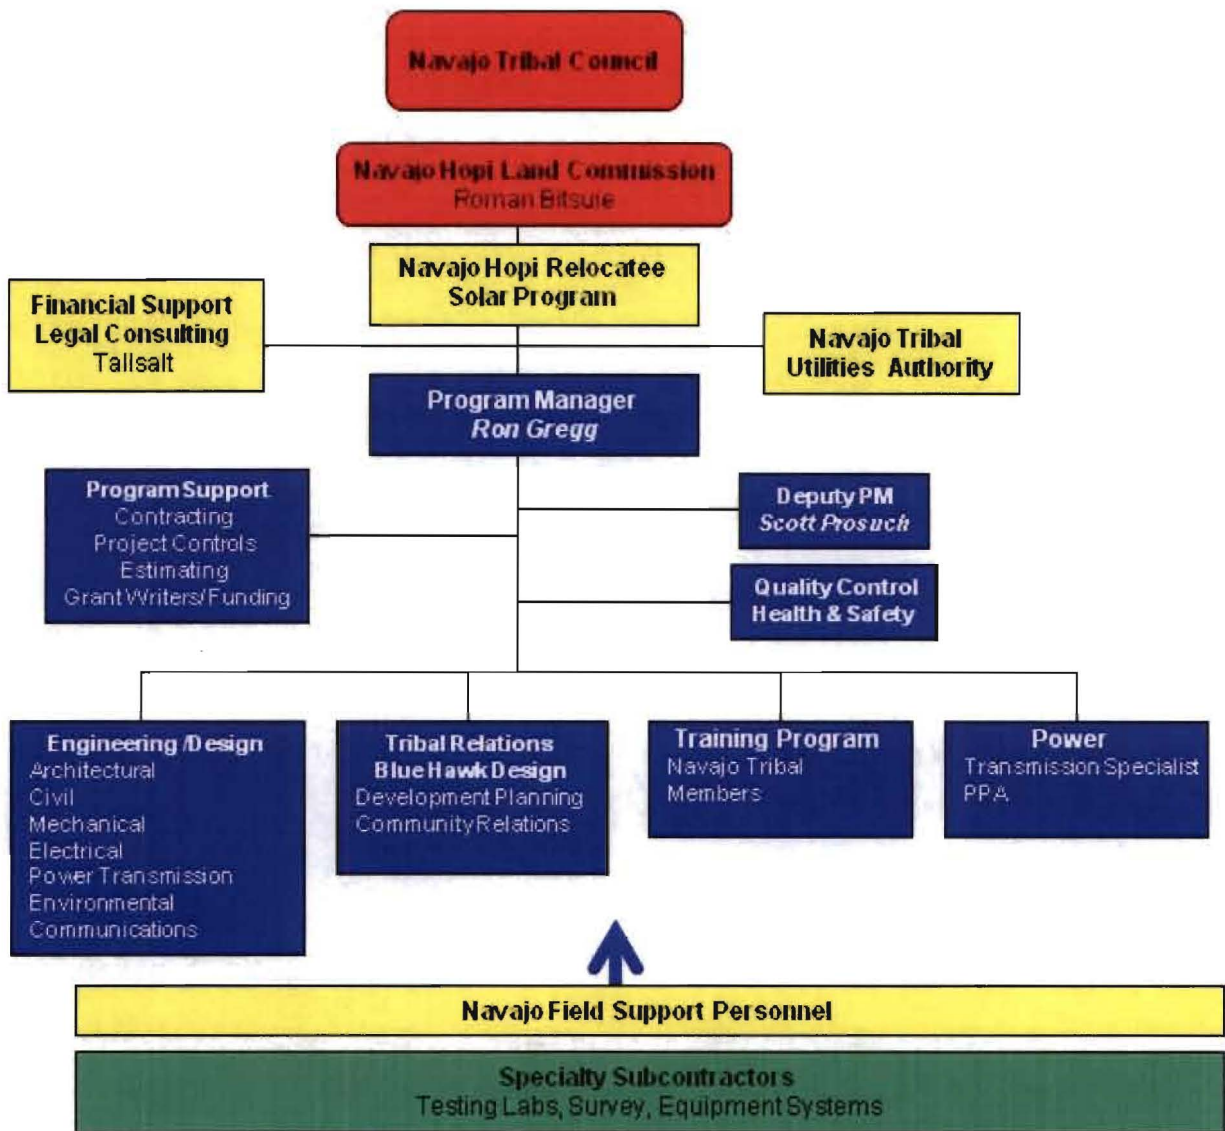 Navajo Tribal Council
Navajo Hopi Land Commission
Roman Bitsuie
Navajo Hopi Relocatee
Solar Program
Financial Support
Legal Consulting
Tallsalt
Navajo Tribal
Utilities Authority
Program Manager
Ron Gregg
Program Support
Contracting
Project Controls
Estimating
Grant Writers/Funding
Deputy PM
Scott Prosuch
Quality Control
Health & Safety
Engineering /Design
Architectural
Civil
Mechanical
Electrical
Power Transmission
Environmental
Communications
Tribal Relations
Blue Hawk Design
Development Planning
Community Relations
Training Program
Navajo Tribal
Members
Power
Transmission Specialist
PPA
Navajo Field Support Personnel
Specialty Subcontractors
Testing Labs, Survey, Equipment Systems